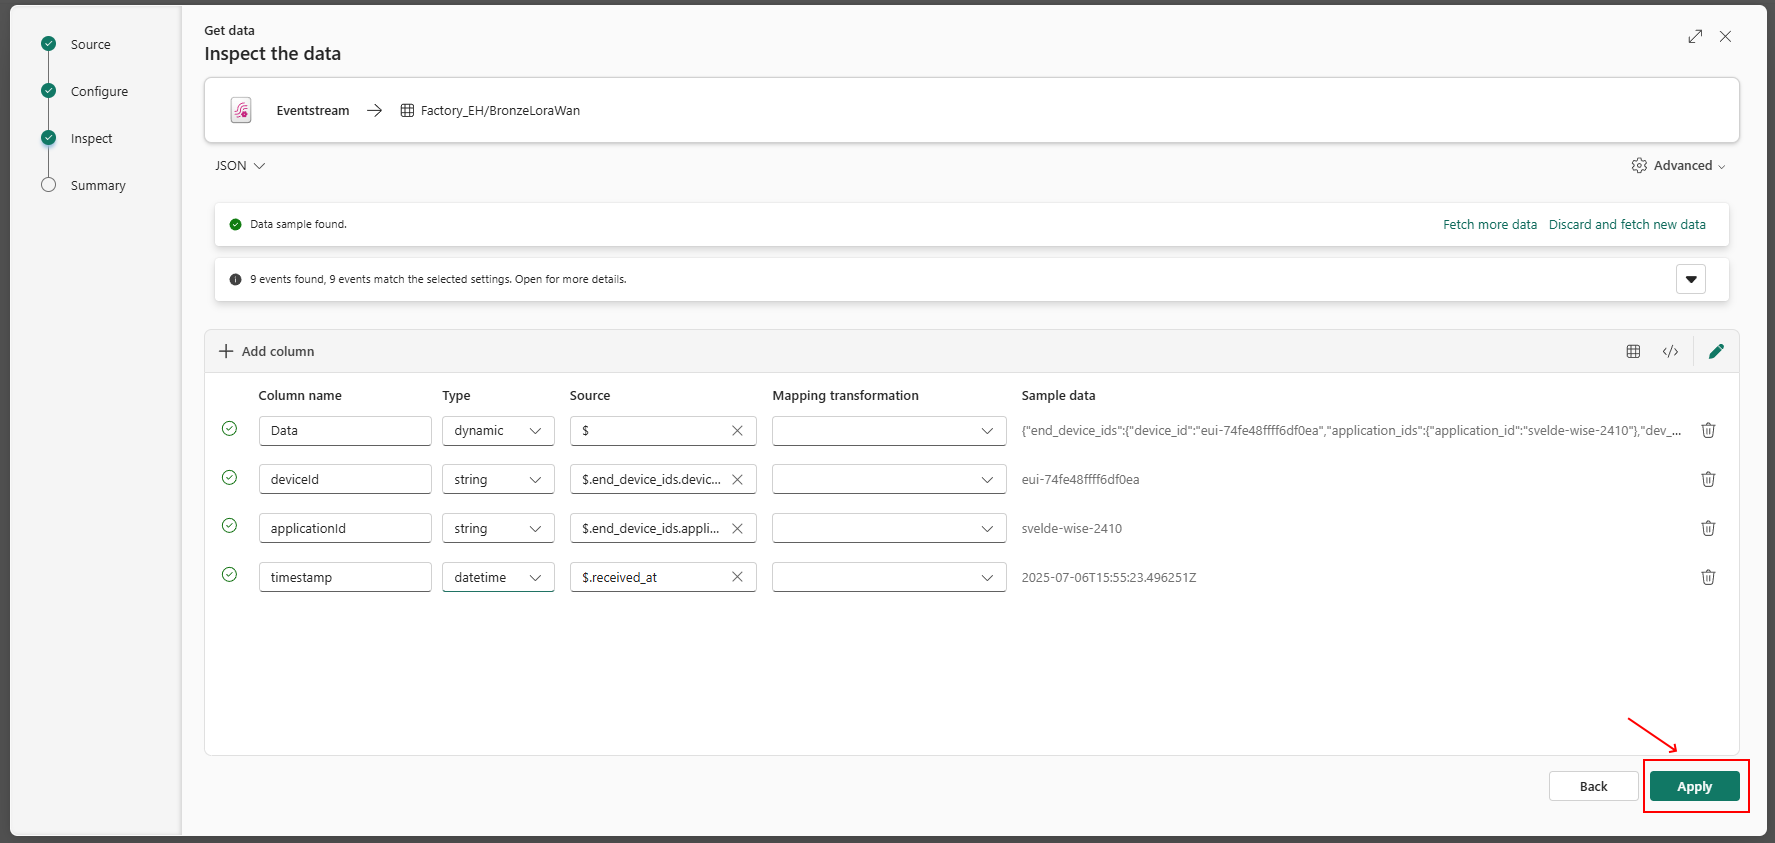 Source
Configure
Inspect
Summary
Get data
Inspect the data
Eventstream
Factory_EH/BronzeLoraWan
JSON
Advanced
Data sample found.
Fetch more data
Discard and fetch new data
9 events found, 9 events match the selected settings. Open for more details.
Add column
Column name Type Source Mapping transformation Sample data
Data dynamic $ {"end_device_ids":{"device_id":"eui-74fe48ffff6df0ea","application_ids":{"application_id":"svelde-wise-2410"},"dev_...
deviceId string $.end_device_ids.devic... eui-74fe48ffff6df0ea
applicationId string $.end_device_ids.appli... svelde-wise-2410
timestamp datetime $.received_at 2025-07-06T15:55:23.496251Z
Back
Apply